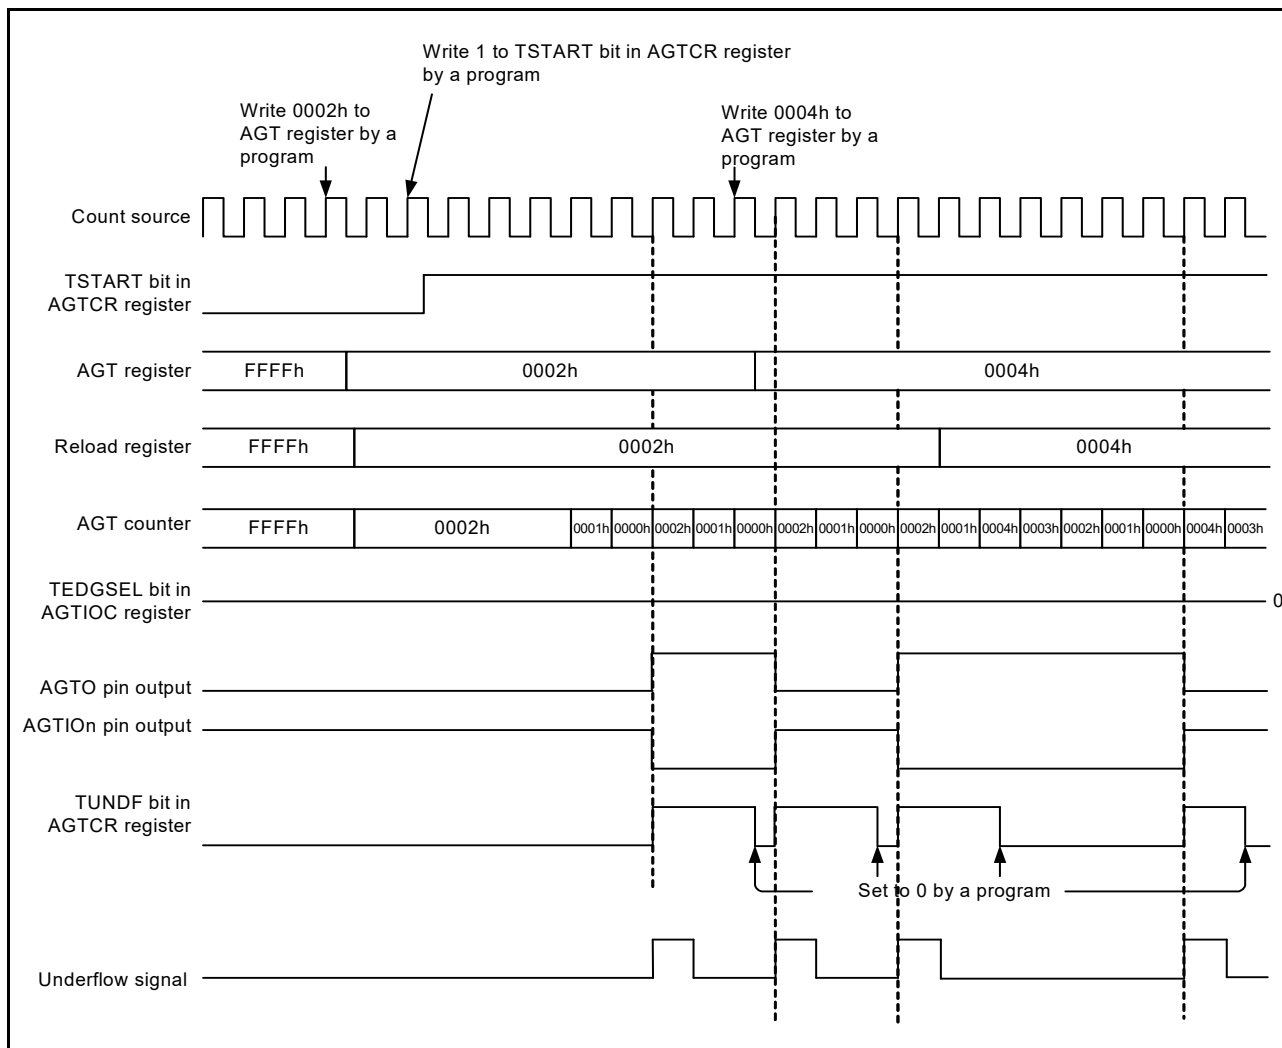 Write 1 to TSTART bit in AGTCR register
by a program
Write 0002h to
AGT register by a
program
Write 0004h to
AGT register by a
program
Count source
TSTART bit in
AGTCR register
AGT register
FFFFh
0002h
0004h
Reload register
FFFFh
0002h
0004h
AGT counter
FFFFh
0002h
0001h
0000h
0002h
0001h
0000h
0002h
0001h
0000h
0002h
0001h
0004h
0003h
0002h
0001h
0000h
0004h
0003h
TEDGSEL bit in
AGTIOC register
0
AGTO pin output
AGTIOn pin output
TUNDF bit in
AGTCR register
Set to 0 by a program
Underflow signal